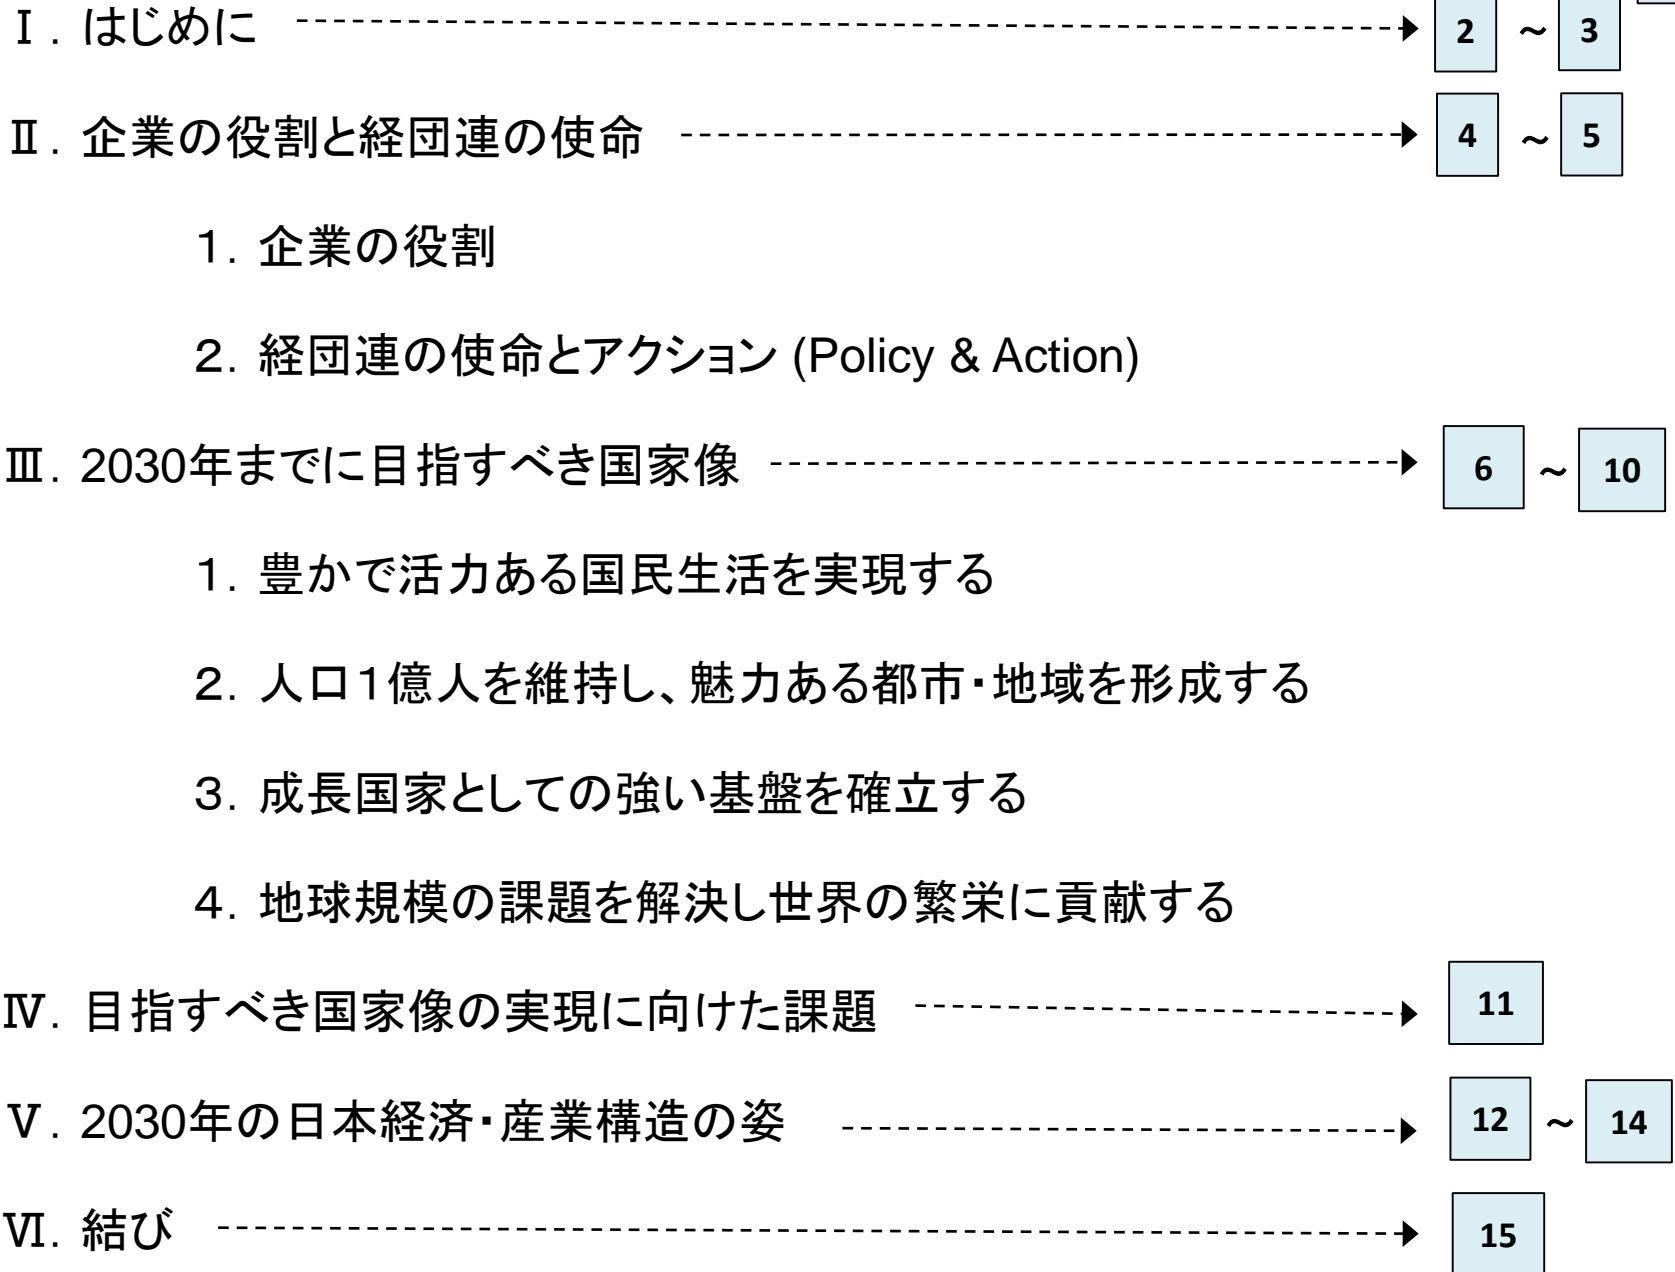 Ⅰ. はじめに 2 ~ 3
Ⅱ. 企業の役割と経団連の使命 4 ~ 5
1. 企業の役割
2. 経団連の使命とアクション (Policy & Action)
Ⅲ. 2030年までに目指すべき国家像 6 ~ 10
1. 豊かで活力ある国民生活を実現する
2. 人口1億人を維持し、魅力ある都市・地域を形成する
3. 成長国家としての強い基盤を確立する
4. 地球規模の課題を解決し世界の繁栄に貢献する
Ⅳ. 目指すべき国家像の実現に向けた課題 11
Ⅴ. 2030年の日本経済・産業構造の姿 12 ~ 14
Ⅵ. 結び 15